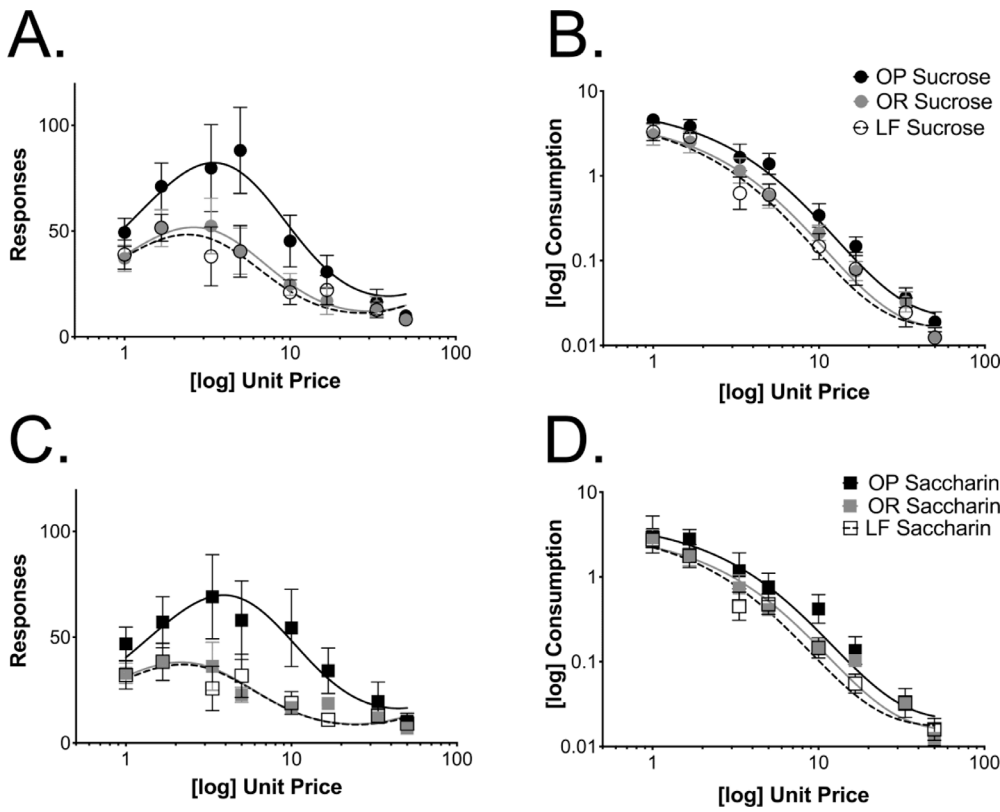 A.
100
50
0
Responses
1
10
100
[log] Unit Price
B.
OP Sucrose
OR Sucrose
LF Sucrose
10
1
0.1
0.01
[log] Consumption
1
10
100
[log] Unit Price
C.
100
50
0
Responses
1
10
100
[log] Unit Price
D.
OP Saccharin
OR Saccharin
LF Saccharin
10
1
0.1
0.01
[log] Consumption
1
10
100
[log] Unit Price